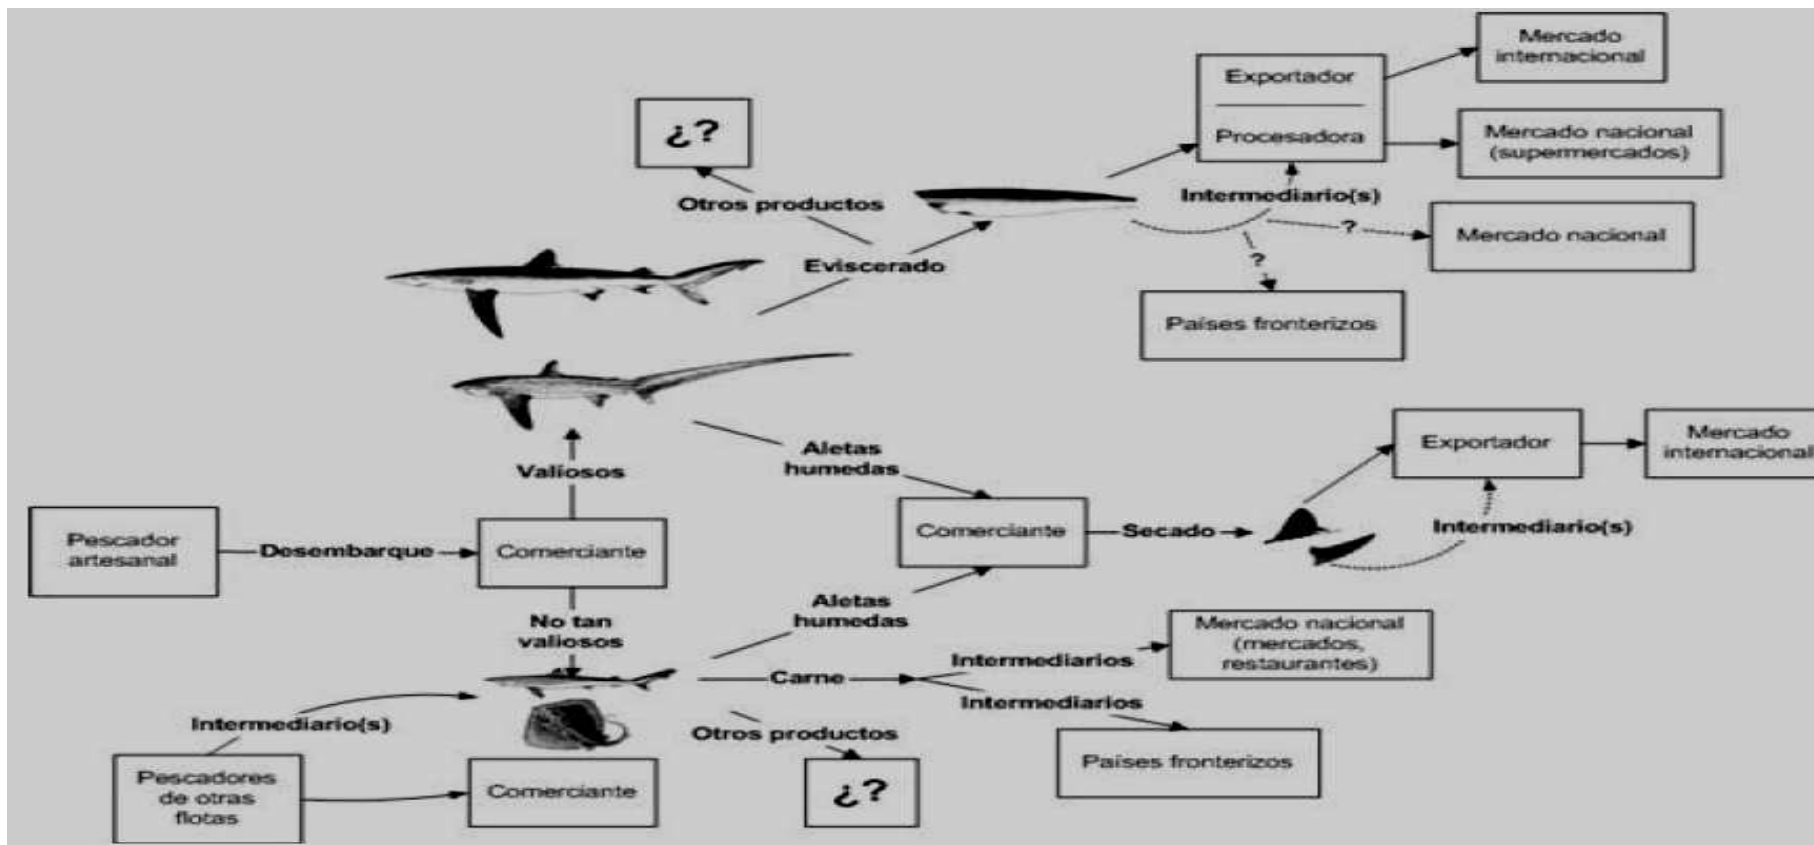 Mercado
internacional
Exportador
Procesadora
Mercado nacional
(supermercados)
¿?
Otros productos
Intermediario(s)
?
Mercado nacional
Eviscerado
?
Países fronterizos
Aletas
humedas
Valiosos
Exportador
Mercado
internacional
Pescador
artesanal
Desembarque
Comerciante
Comerciante
Secado
Intermediario(s)
No tan
valiosos
Aletas
humedas
Mercado nacional
(mercados,
restaurantes)
Intermediarios
Carne
Intermediarios
Intermediario(s)
Otros productos
Países fronterizos
Pescadores
de otras
flotas
Comerciante
¿?